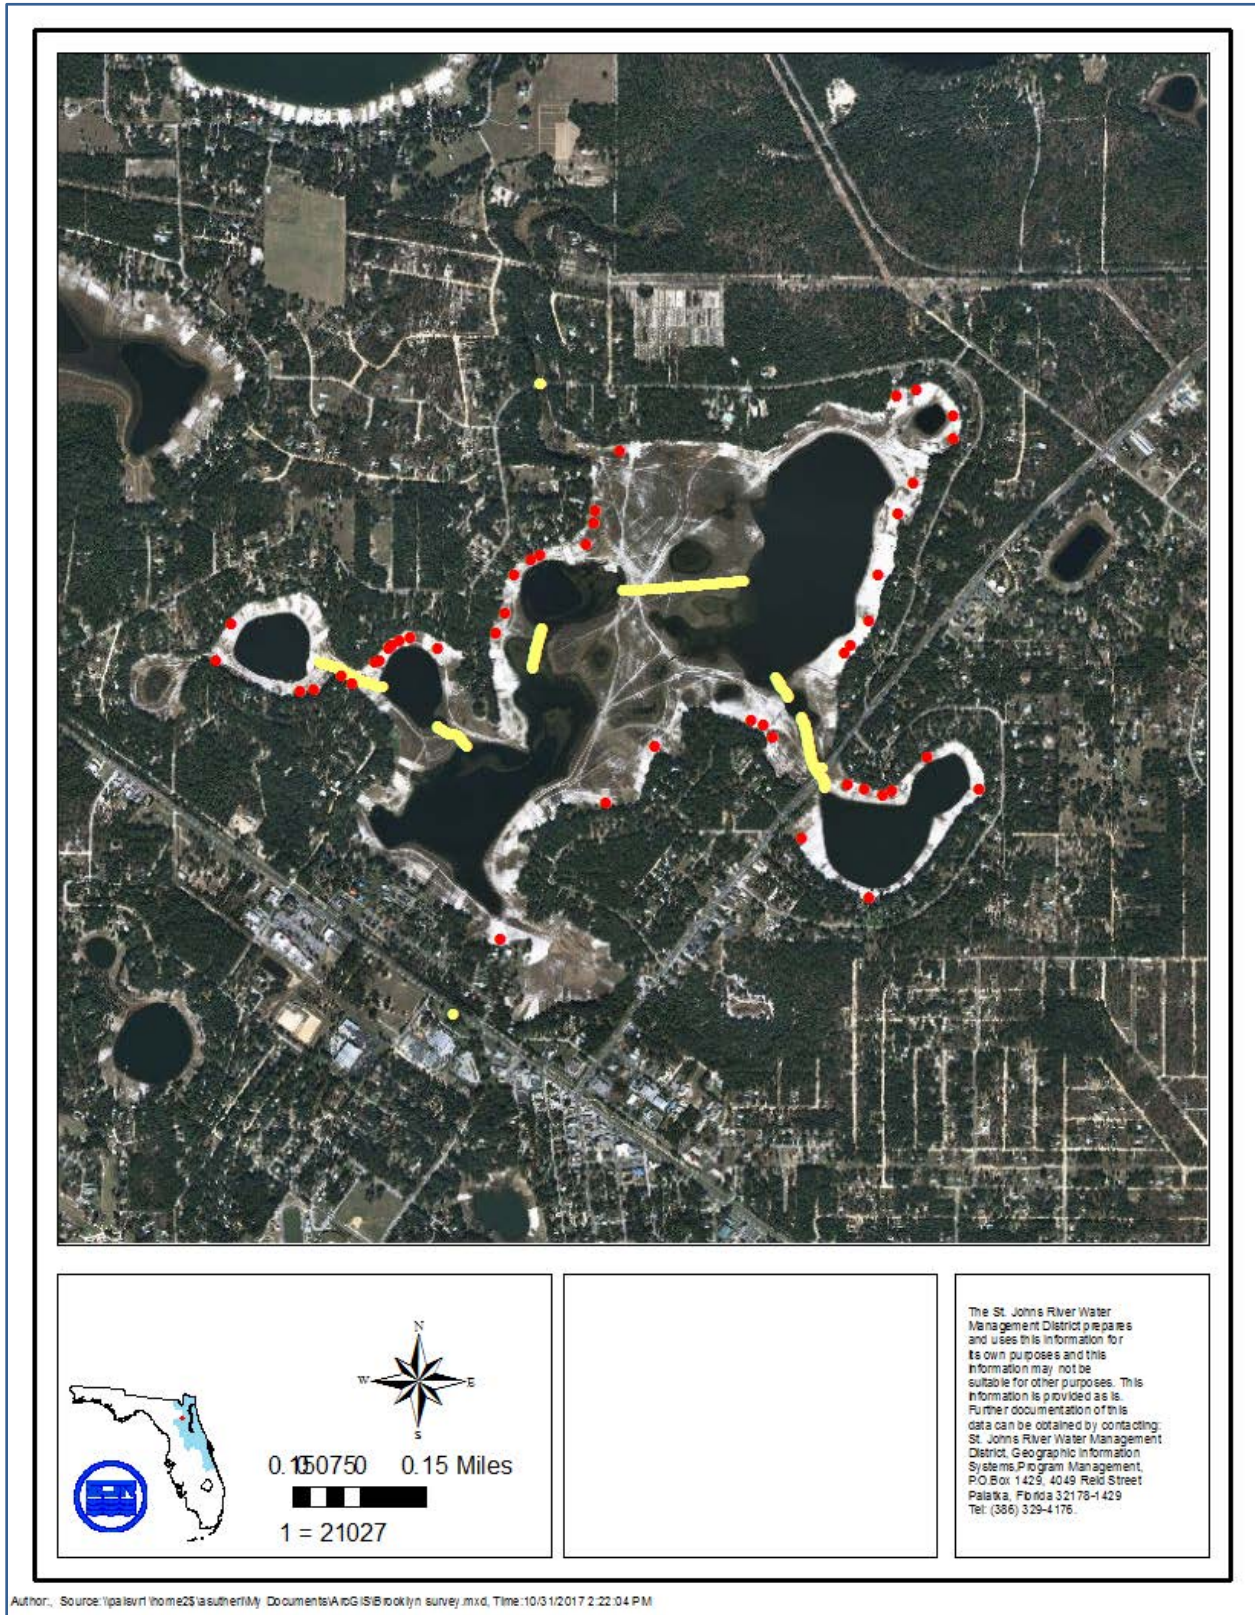 N
W E
S
0.15 0.15 Miles
1 = 21027
The St. Johns River Water
Management District prepares
and uses this information for
its own purposes and this
information may not be
suitable for other purposes. This
information is provided as is.
Further documentation of this
data can be obtained by contacting:
St. Johns River Water Management
District, Geographic Information
Systems,Program Management,
P.O.Box 1429, 4049 Reid Street
Palatka, Florida 32178-1429
Tel: (386) 329-4176.
Author:, Source:\\palsvr1\home2$\asutherl\My Documents\ArcGIS\Brooklyn survey.mxd, Time:10/31/2017 2:22:04 PM